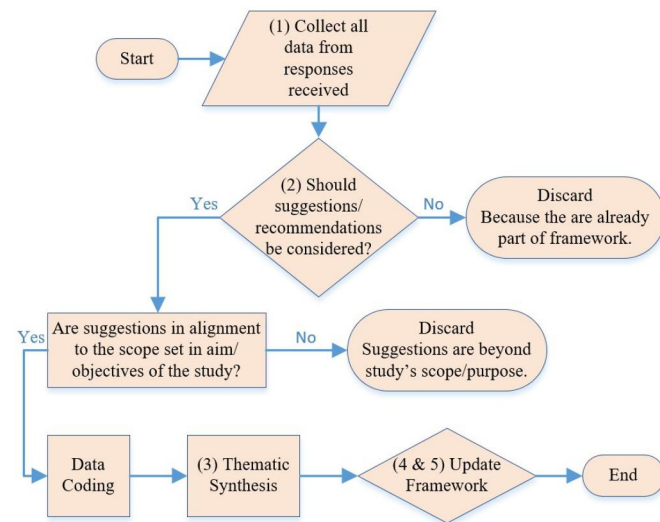 Start
(1) Collect all
data from
responses
received
(2) Should
suggestions/
recommendations
be considered?
Yes
No
Discard
Because the are already
part of framework.
Are suggestions in alignment
to the scope set in aim/
objectives of the study?
Yes
No
Discard
Suggestions are beyond
study's scope/purpose.
Data
Coding
(3) Thematic
Synthesis
(4 & 5) Update
Framework
End